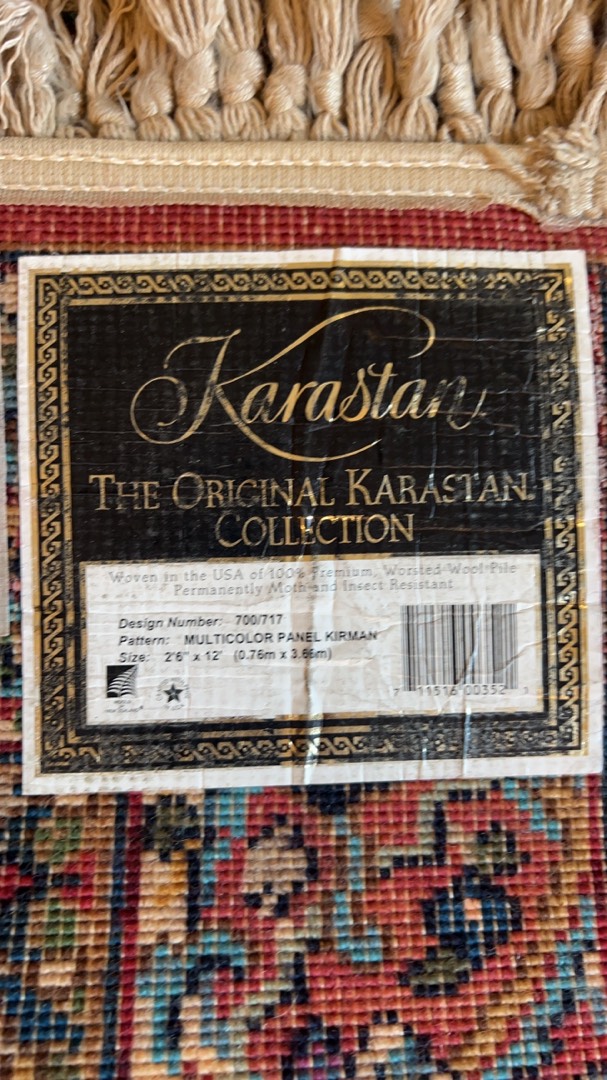 Karastan
THE ORIGINAL KARASTAN
COLLECTION
Woven in the USA of 100% Premium, Worsted Wool Pile
Permanently Moth and Insect Resistant
Design Number: 700/717
Pattern: MULTICOLOR PANEL KIRMAN
Size: 2'6" x 12' (0.76m x 3.66m)
7 11516 00352 3